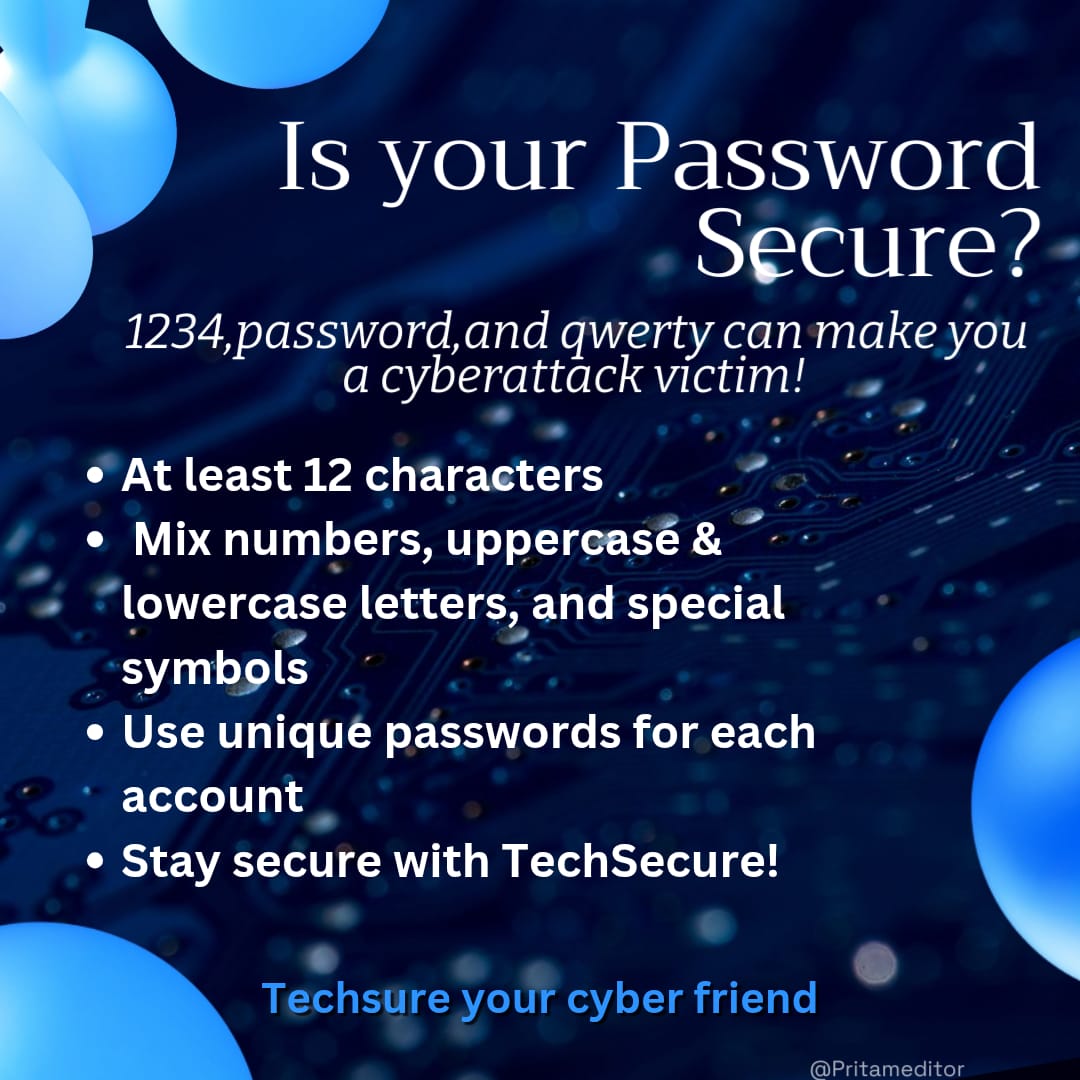 Is your Password
Secure?
1234,password,and qwerty can make you
a cyberattack victim!
• At least 12 characters
• Mix numbers, uppercase &
lowercase letters, and special
symbols
• Use unique passwords for each
account
• Stay secure with TechSecure!
Techsure your cyber friend
@Pritameditor